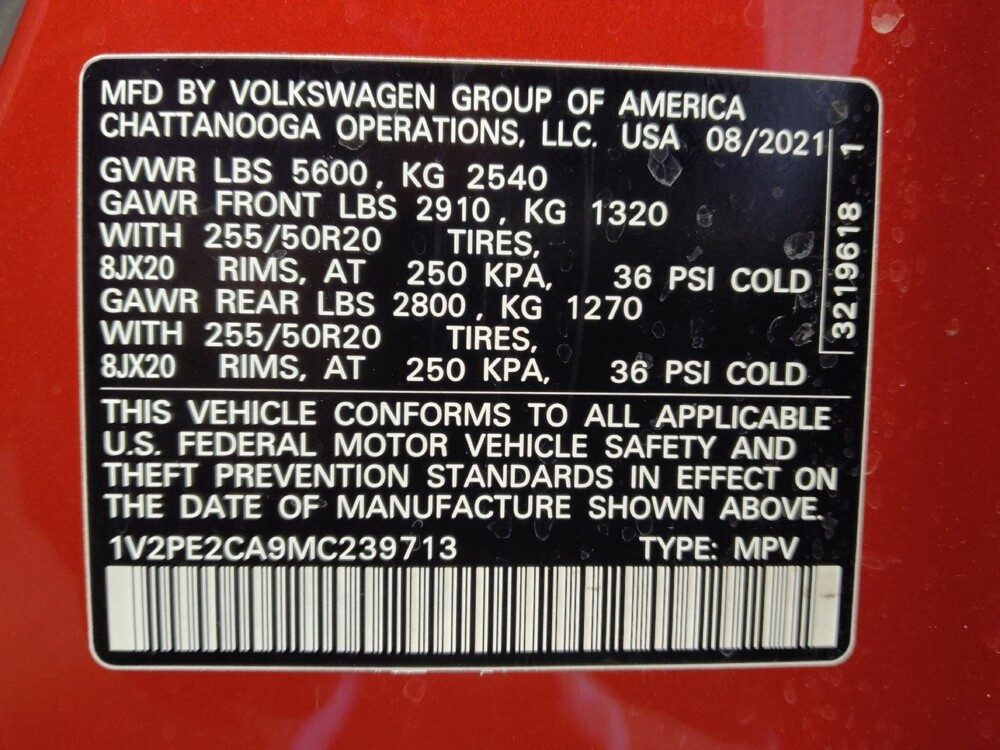 MFD BY VOLKSWAGEN GROUP OF AMERICA
CHATTANOOGA OPERATIONS, LLC. USA 08/2021
GVWR LBS 5600, KG 2540
GAWR FRONT LBS 2910, KG 1320
WITH 255/50R20 TIRES,
8JX20 RIMS, AT 250 KPA, 36 PSI COLD
GAWR REAR LBS 2800, KG 1270
WITH 255/50R20 TIRES,
8JX20 RIMS, AT 250 KPA, 36 PSI COLD
3219618 1
THIS VEHICLE CONFORMS TO ALL APPLICABLE
U.S. FEDERAL MOTOR VEHICLE SAFETY AND
THEFT PREVENTION STANDARDS IN EFFECT ON
THE DATE OF MANUFACTURE SHOWN ABOVE.
1V2PE2CA9MC239713 TYPE: MPV